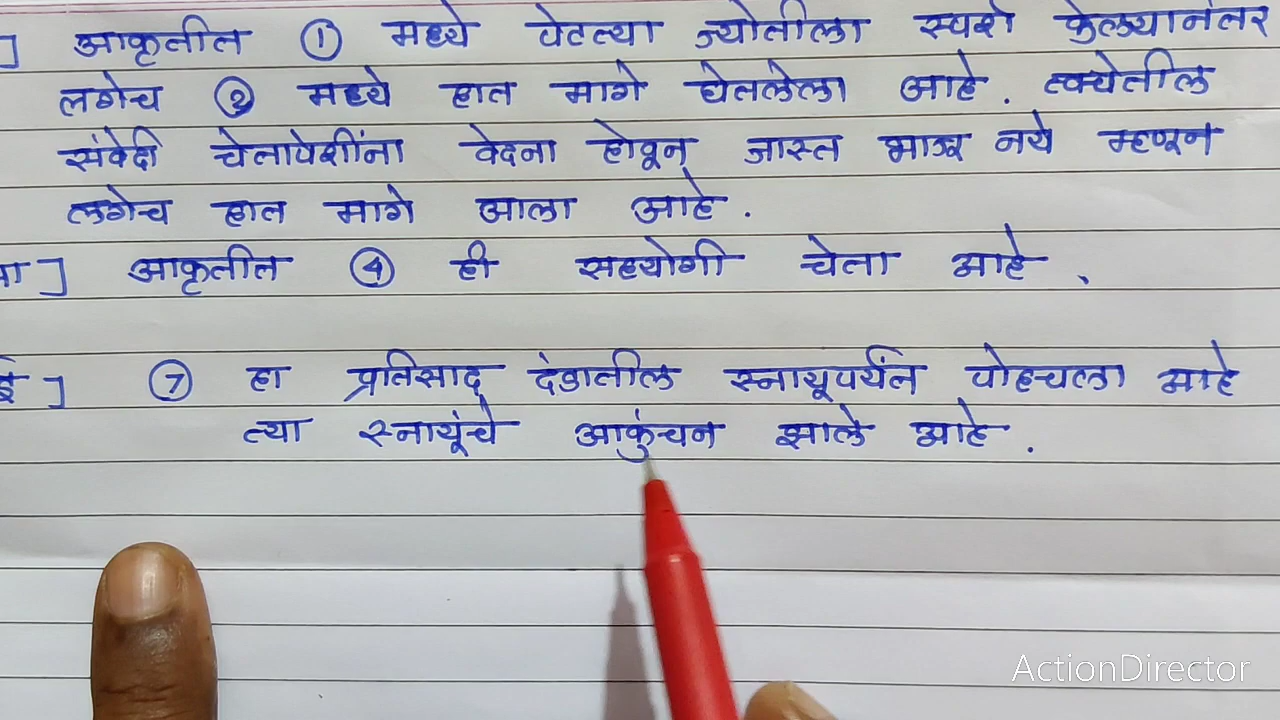 ] आकृतीत ① मध्ये पेटत्या ज्योतीला स्पर्श केल्यानंतर
लगेच ② मध्ये हात मागे घेतलेला आहे. त्वचेतील
संवेदी चेतापेशींना वेदना होवून जास्त भाजू नये म्हणून
लगेच हात मागे आला आहे.
] आकृतीत ④ ही सहयोगी चेता आहे.
ई] ⑦ हा प्रतिसाद दंडातील स्नायूपर्यंत पोहचला आहे
त्या स्नायूंचे आकुंचन झाले आहे.
ActionDirector